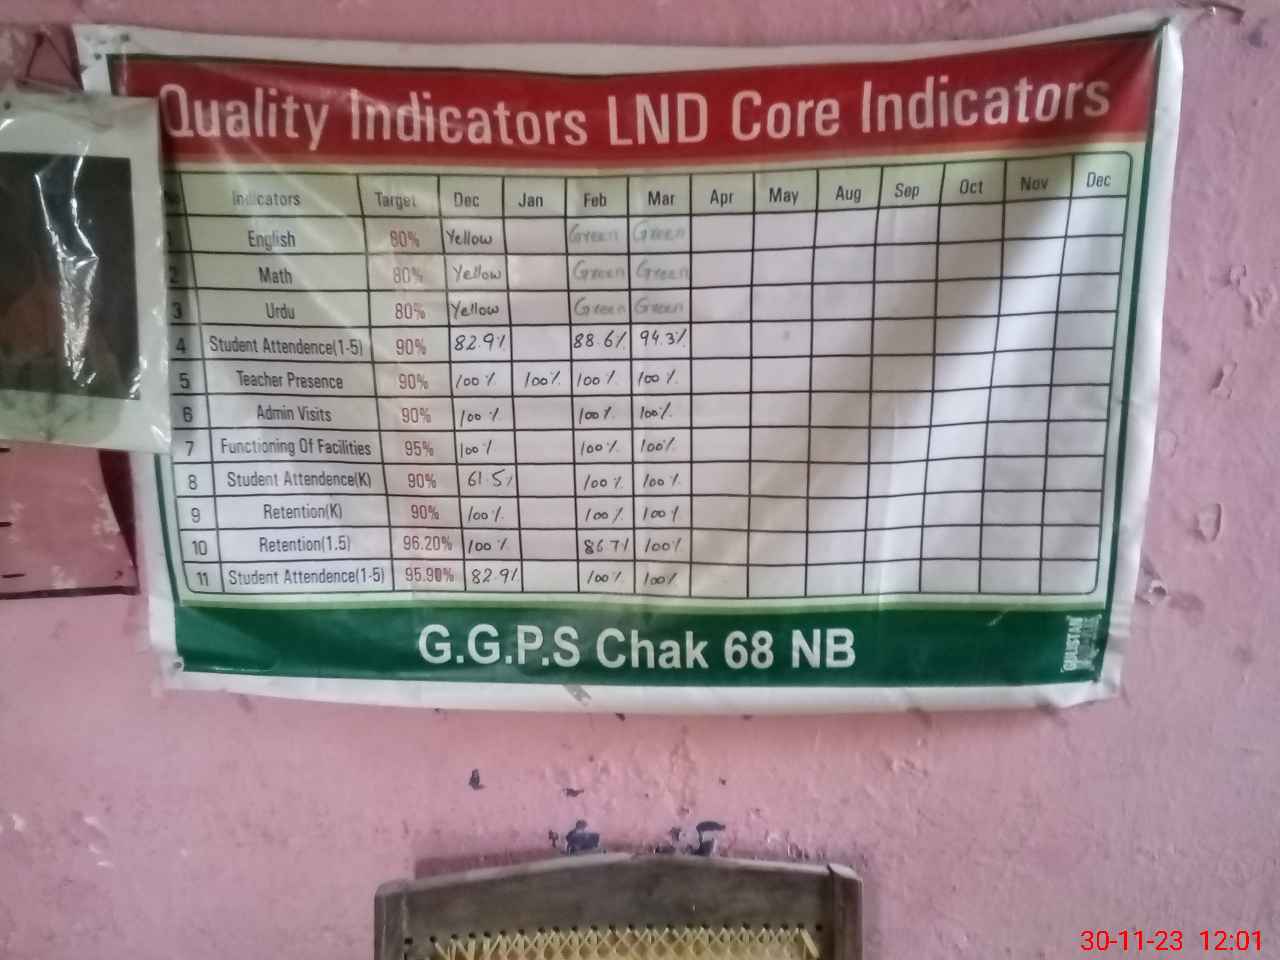 Quality Indicators LND Core Indicators
No Indicators Target Dec Jan Feb Mar Apr May Aug Sep Oct Nov Dec
1 English 80% Yellow Green Green
2 Math 80% Yellow Green Green
3 Urdu 80% Yellow Green Green
4 Student Attendence(1-5) 90% 82.9% 88.6% 94.3%
5 Teacher Presence 90% 100% 100% 100% 100%
6 Admin Visits 90% 100% 100% 100%
7 Functioning Of Facilities 95% 100% 100% 100%
8 Student Attendence(K) 90% 61.5% 100% 100%
9 Retention(K) 90% 100% 100% 100%
10 Retention(1.5) 96.20% 100% 86.7% 100%
11 Student Attendence(1-5) 95.90% 82.9% 100% 100%
G.G.P.S Chak 68 NB
GULISTAN
30-11-23 12:01